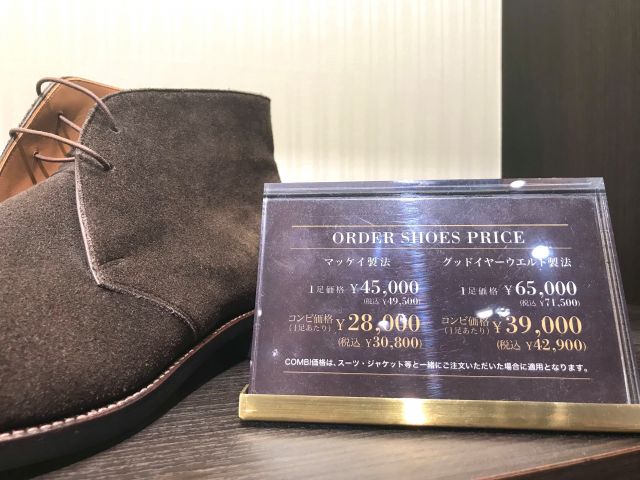 ORDER SHOES PRICE
マッケイ製法
1足価格 ¥45,000
(税込 ¥49,500)
コンビ価格 (1足あたり) ¥28,000
(税込 ¥30,800)
グッドイヤーウエルト製法
1足価格 ¥65,000
(税込 ¥71,500)
コンビ価格 (1足あたり) ¥39,000
(税込 ¥42,900)
COMBI価格は、スーツ・ジャケット等と一緒にご注文いただいた場合に適用となります。